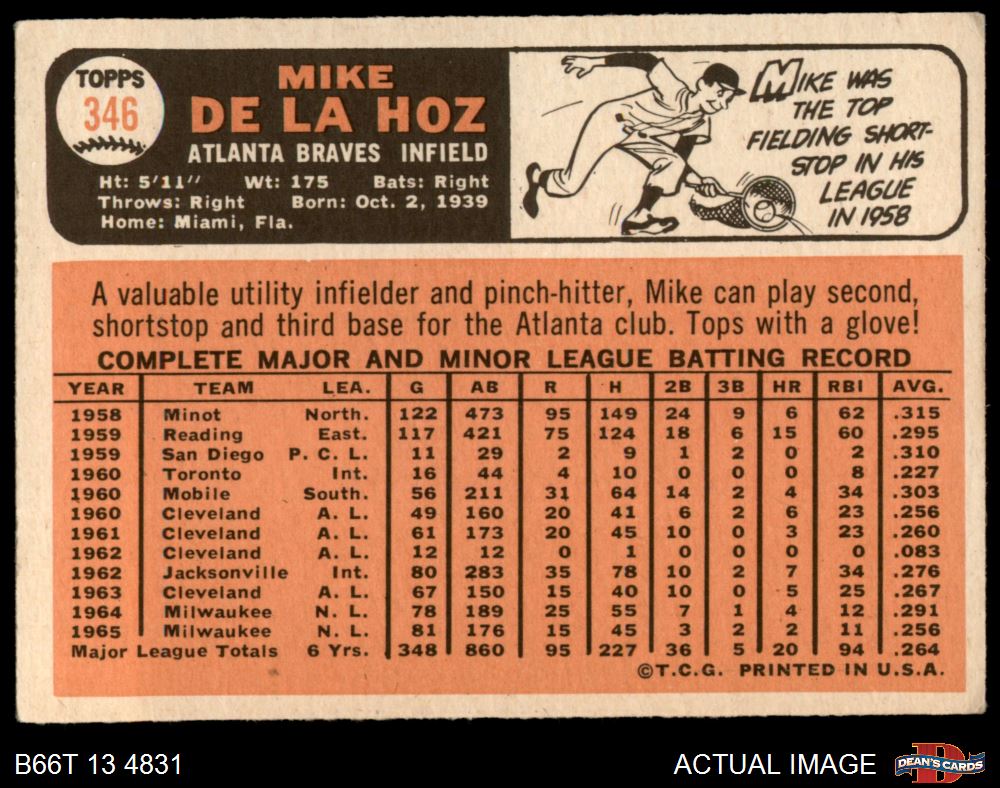 TOPPS
346
MIKE
DE LA HOZ
ATLANTA BRAVES INFIELD
Ht: 5'11" Wt: 175 Bats: Right
Throws: Right Born: Oct. 2, 1939
Home: Miami, Fla.
MIKE WAS
THE TOP
FIELDING SHORT-
STOP IN HIS
LEAGUE
IN 1958
A valuable utility infielder and pinch-hitter, Mike can play second,
shortstop and third base for the Atlanta club. Tops with a glove!
COMPLETE MAJOR AND MINOR LEAGUE BATTING RECORD
YEAR TEAM LEA. G AB R H 2B 3B HR RBI AVG.
1958 Minot North. 122 473 95 149 24 9 6 62 .315
1959 Reading East. 117 421 75 124 18 6 15 60 .295
1959 San Diego P. C. L. 11 29 2 9 1 2 0 2 .310
1960 Toronto Int. 16 44 4 10 0 0 0 8 .227
1960 Mobile South. 56 211 31 64 14 2 4 34 .303
1960 Cleveland A. L. 49 160 20 41 6 2 6 23 .256
1961 Cleveland A. L. 61 173 20 45 10 0 3 23 .260
1962 Cleveland A. L. 12 12 0 1 0 0 0 0 .083
1962 Jacksonville Int. 80 283 35 78 10 2 7 34 .276
1963 Cleveland A. L. 67 150 15 40 10 0 5 25 .267
1964 Milwaukee N. L. 78 189 25 55 7 1 4 12 .291
1965 Milwaukee N. L. 81 176 15 45 3 2 2 11 .256
Major League Totals 6 Yrs. 348 860 95 227 36 5 20 94 .264
©T.C.G. PRINTED IN U.S.A.
B66T 13 4831
ACTUAL IMAGE
D
DEAN'S CARDS